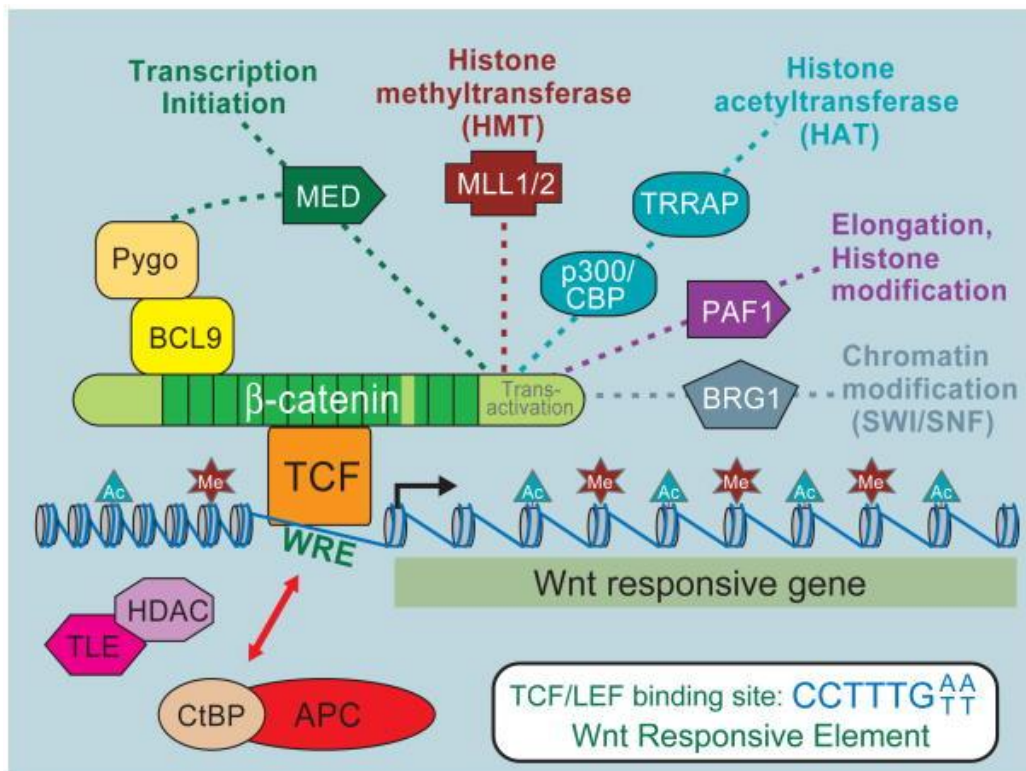 Transcription
Initiation
Histone
methyltransferase
(HMT)
Histone
acetyltransferase
(HAT)
MED
MLL1/2
TRRAP
Pygo
p300/
CBP
Elongation,
Histone
modification
PAF1
BCL9
β-catenin
Trans-
activation
BRG1
Chromatin
modification
(SWI/SNF)
TCF
Ac
Me
Ac
Me
Ac
Me
Ac
Me
Ac
WRE
Wnt responsive gene
HDAC
TLE
CtBP
APC
TCF/LEF binding site: CCTTTG A A
T T
Wnt Responsive Element